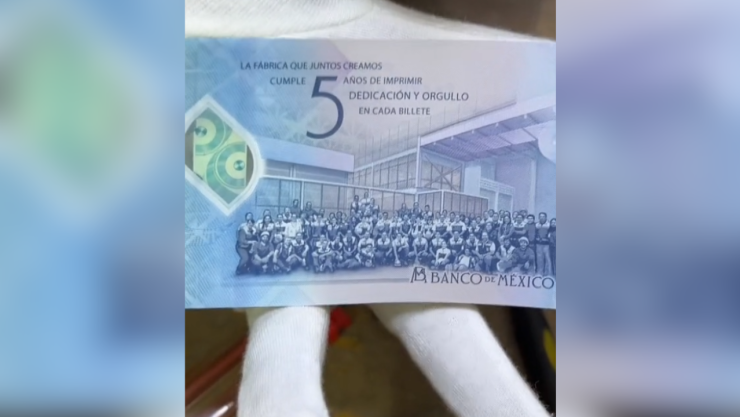 LA FÁBRICA QUE JUNTOS CREAMOS
CUMPLE 5 AÑOS DE IMPRIMIR
DEDICACIÓN Y ORGULLO
EN CADA BILLETE
BANCO DE MÉXICO